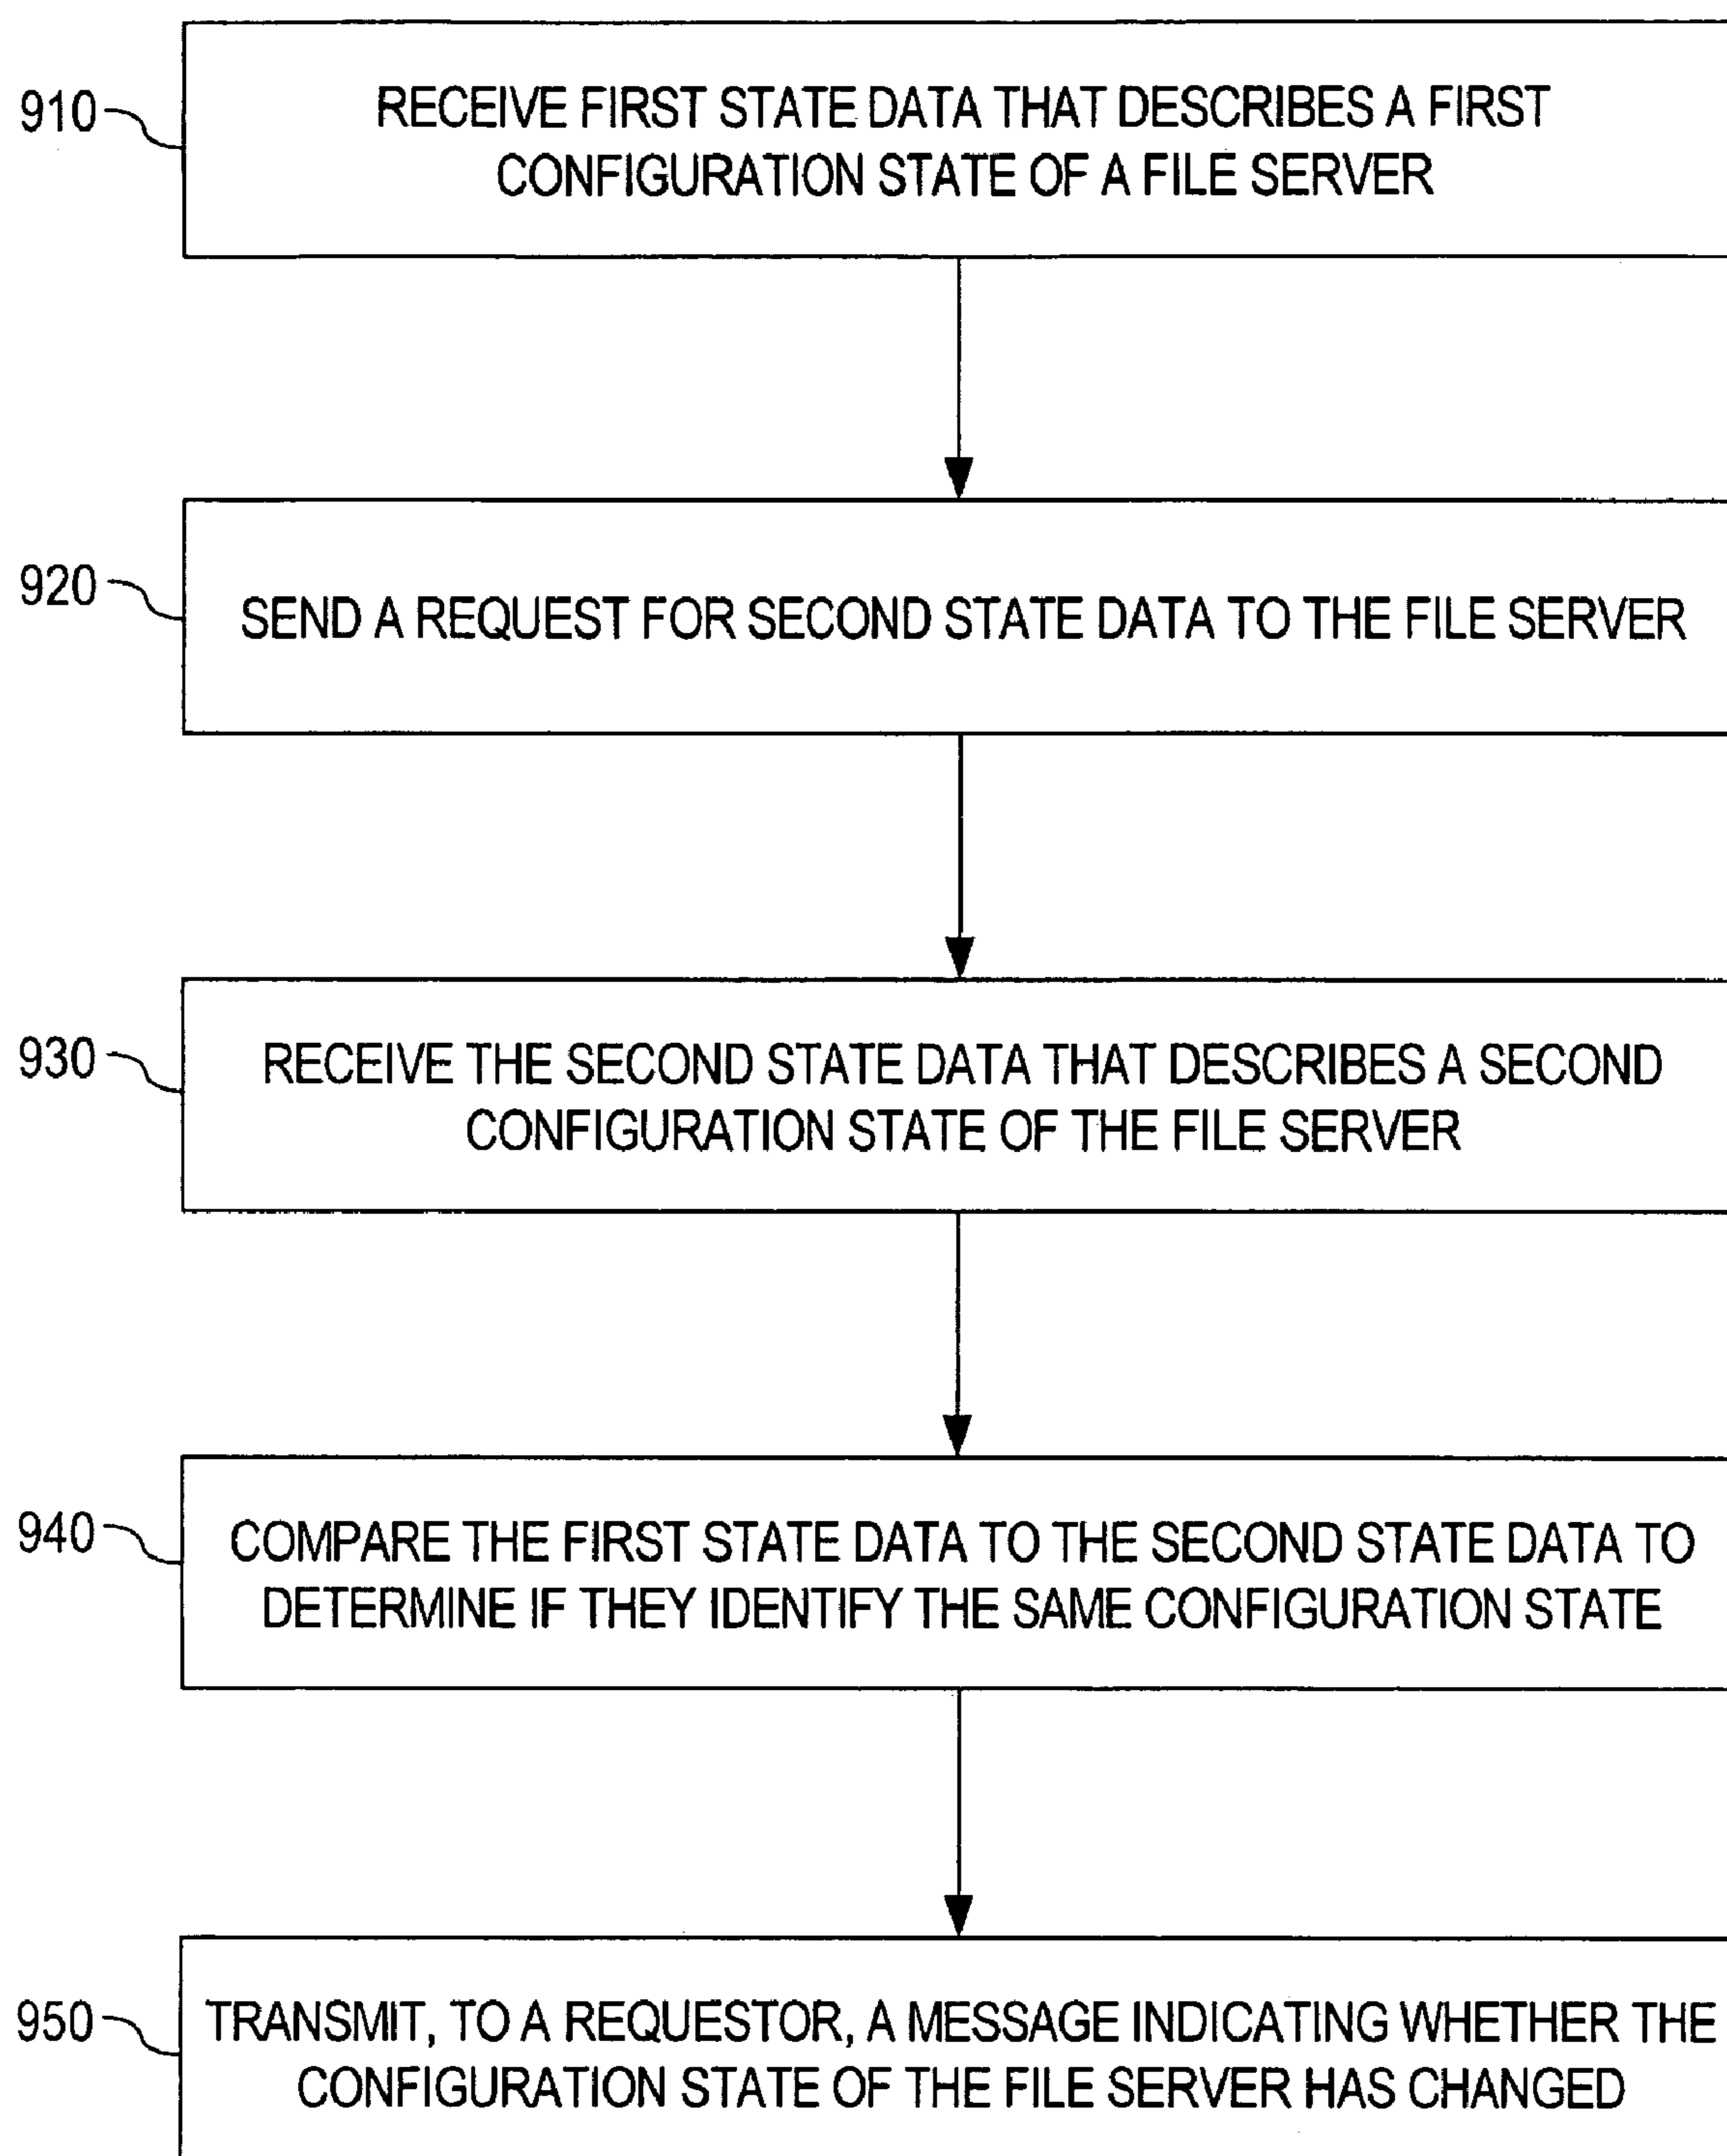 910
RECEIVE FIRST STATE DATA THAT DESCRIBES A FIRST
CONFIGURATION STATE OF A FILE SERVER
920
SEND A REQUEST FOR SECOND STATE DATA TO THE FILE SERVER
930
RECEIVE THE SECOND STATE DATA THAT DESCRIBES A SECOND
CONFIGURATION STATE OF THE FILE SERVER
940
COMPARE THE FIRST STATE DATA TO THE SECOND STATE DATA TO
DETERMINE IF THEY IDENTIFY THE SAME CONFIGURATION STATE
950
TRANSMIT, TO A REQUESTOR, A MESSAGE INDICATING WHETHER THE
CONFIGURATION STATE OF THE FILE SERVER HAS CHANGED